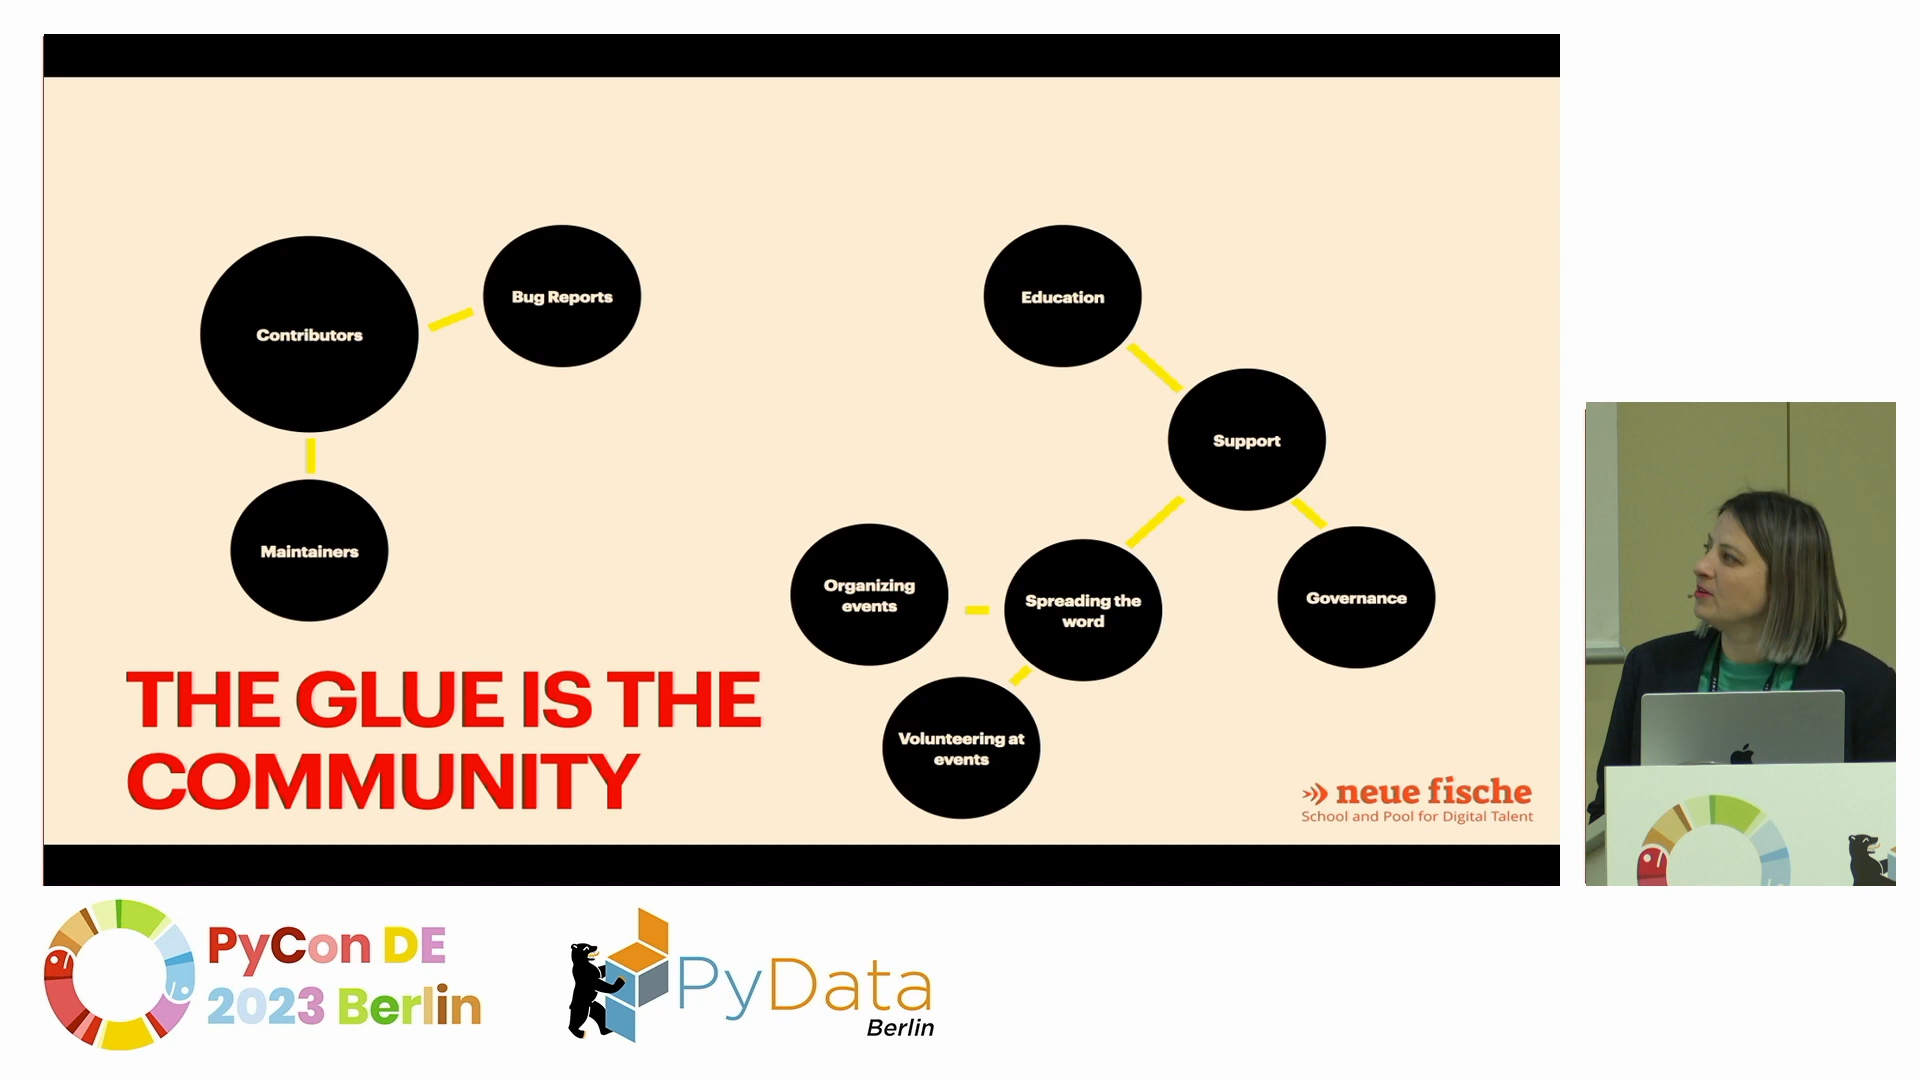 Contributors
Bug Reports
Maintainers
Education
Support
Organizing
events
Spreading the
word
Governance
Volunteering at
events
THE GLUE IS THE
COMMUNITY
neue fische
School and Pool for Digital Talent
PyCon DE
2023 Berlin
PyData
Berlin